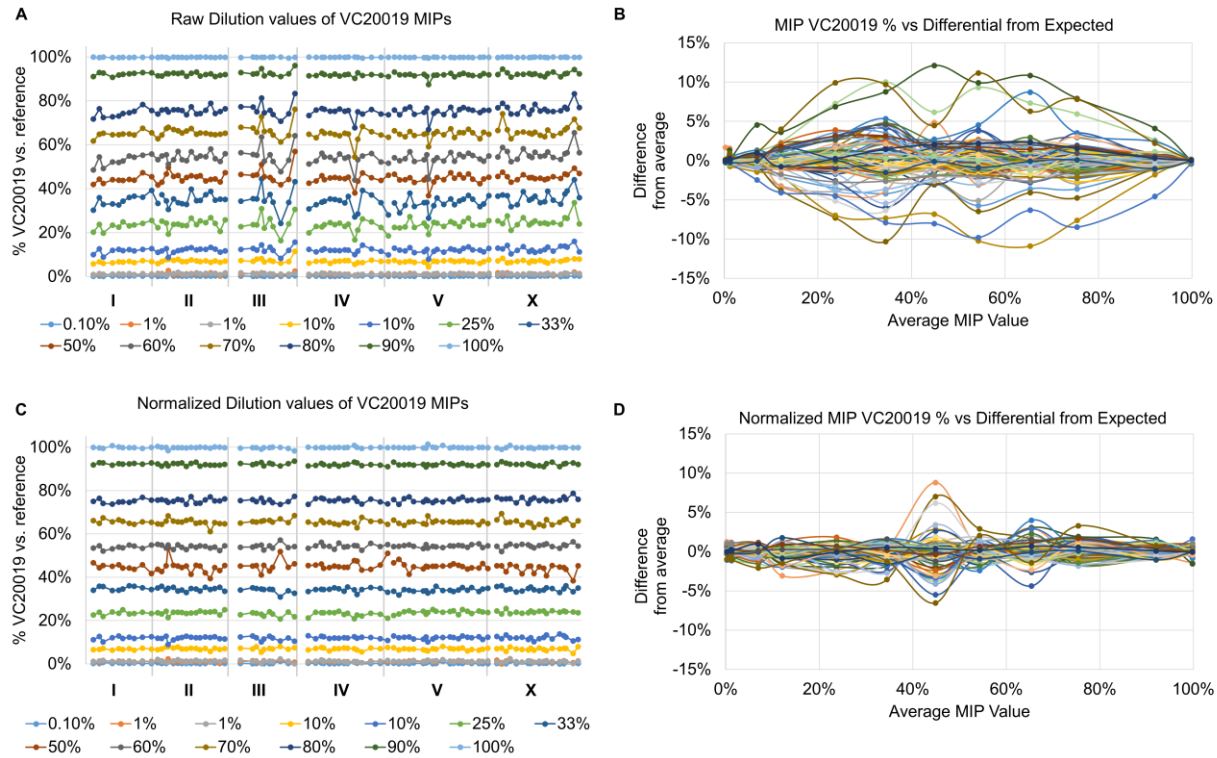 A
Raw Dilution values of VC20019 MIPs
% VC20019 vs. reference
100%
80%
60%
40%
20%
0%
I II III IV V X
0.10% 1% 1% 10% 10% 25% 33%
50% 60% 70% 80% 90% 100%
B
MIP VC20019 % vs Differential from Expected
Difference
from average
15%
10%
5%
0%
-5%
-10%
-15%
0% 20% 40% 60% 80% 100%
Average MIP Value
C
Normalized Dilution values of VC20019 MIPs
% VC20019 vs. reference
100%
80%
60%
40%
20%
0%
I II III IV V X
0.10% 1% 1% 10% 10% 25% 33%
50% 60% 70% 80% 90% 100%
D
Normalized MIP VC20019 % vs Differential from Expected
Difference
from average
15%
10%
5%
0%
-5%
-10%
-15%
0% 20% 40% 60% 80% 100%
Average MIP Value